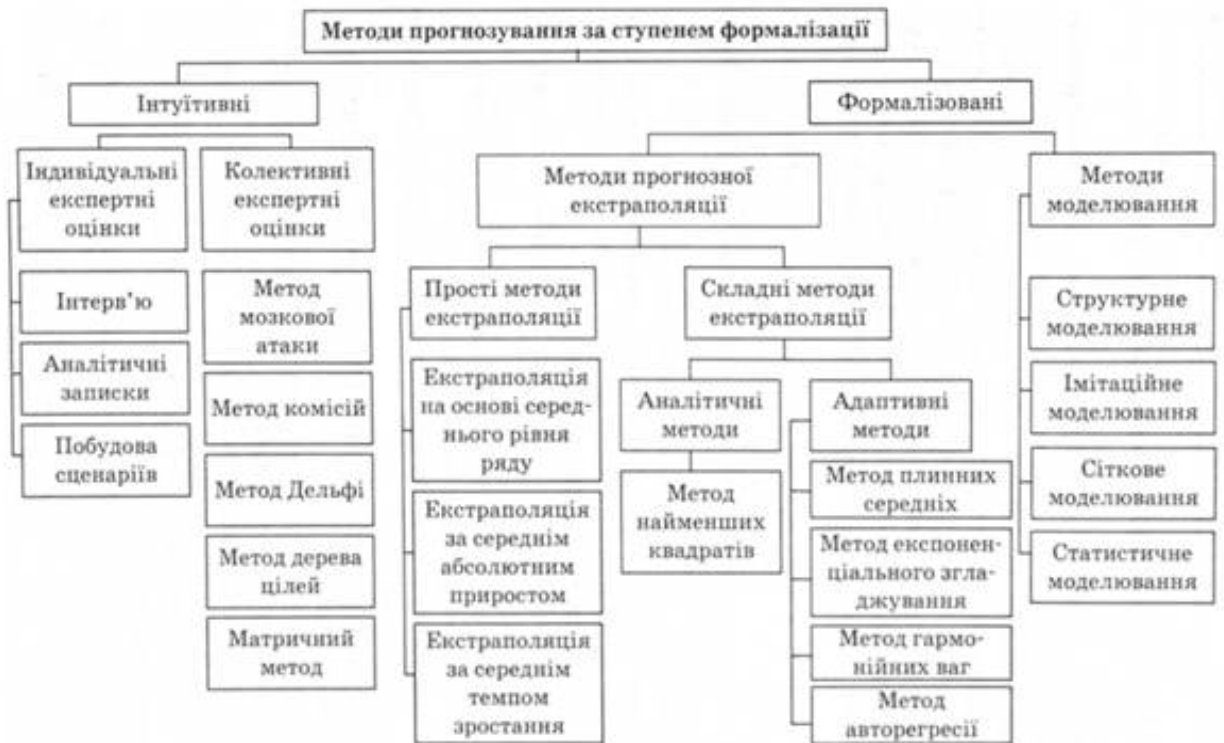 Методи прогнозування за ступенем формалізації
Інтуїтивні
Формалізовані
Індивідуальні
експертні
оцінки
Колективні
експертні
оцінки
Методи прогнозної
екстраполяції
Методи
моделювання
Інтерв’ю
Аналітичні
записки
Побудова
сценаріїв
Метод
мозкової
атаки
Метод комісій
Метод Дельфі
Метод дерева
цілей
Матричний
метод
Прості методи
екстраполяції
Складні методи
екстраполяції
Екстраполяція
на основі серед-
нього рівня
ряду
Екстраполяція
за середнім
абсолютним
приростом
Екстраполяція
за середнім
темпом
зростання
Аналітичні
методи
Адаптивні
методи
Метод
найменших
квадратів
Метод плинних
середніх
Метод експонен-
ціального згла-
джування
Метод гармо-
нійних ваг
Метод
авторегресії
Структурне
моделювання
Імітаційне
моделювання
Сіткове
моделювання
Статистичне
моделювання